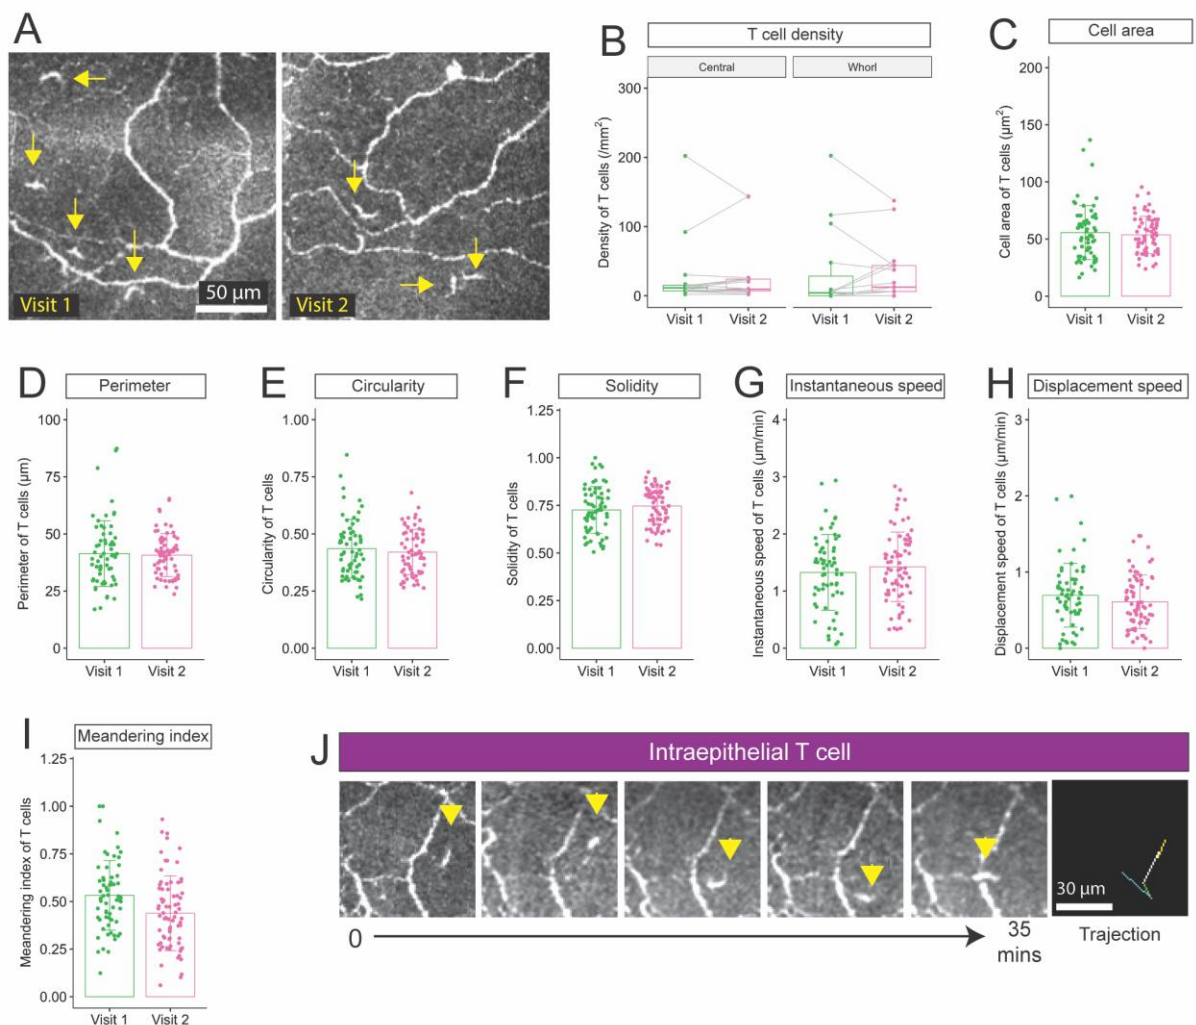 A
Visit 1
50 µm
Visit 2
B
T cell density
Central
Whorl
Density of T cells (/mm²)
300
200
100
0
Visit 1
Visit 2
Visit 1
Visit 2
C
Cell area
Cell area of T cells (µm²)
200
150
100
50
0
Visit 1
Visit 2
D
Perimeter
Perimeter of T cells (µm)
100
75
50
25
0
Visit 1
Visit 2
E
Circularity
Circularity of T cells
1.00
0.75
0.50
0.25
0.00
Visit 1
Visit 2
F
Solidity
Solidity of T cells
1.25
1.00
0.75
0.50
0.25
0.00
Visit 1
Visit 2
G
Instantaneous speed
Instantaneous speed of T cells (µm/min)
4
3
2
1
0
Visit 1
Visit 2
H
Displacement speed
Displacement speed of T cells (µm/min)
3
2
1
0
Visit 1
Visit 2
I
Meandering index
Meandering index of T cells
1.25
1.00
0.75
0.50
0.25
0.00
Visit 1
Visit 2
J
Intraepithelial T cell
30 µm
0
35
mins
Trajection